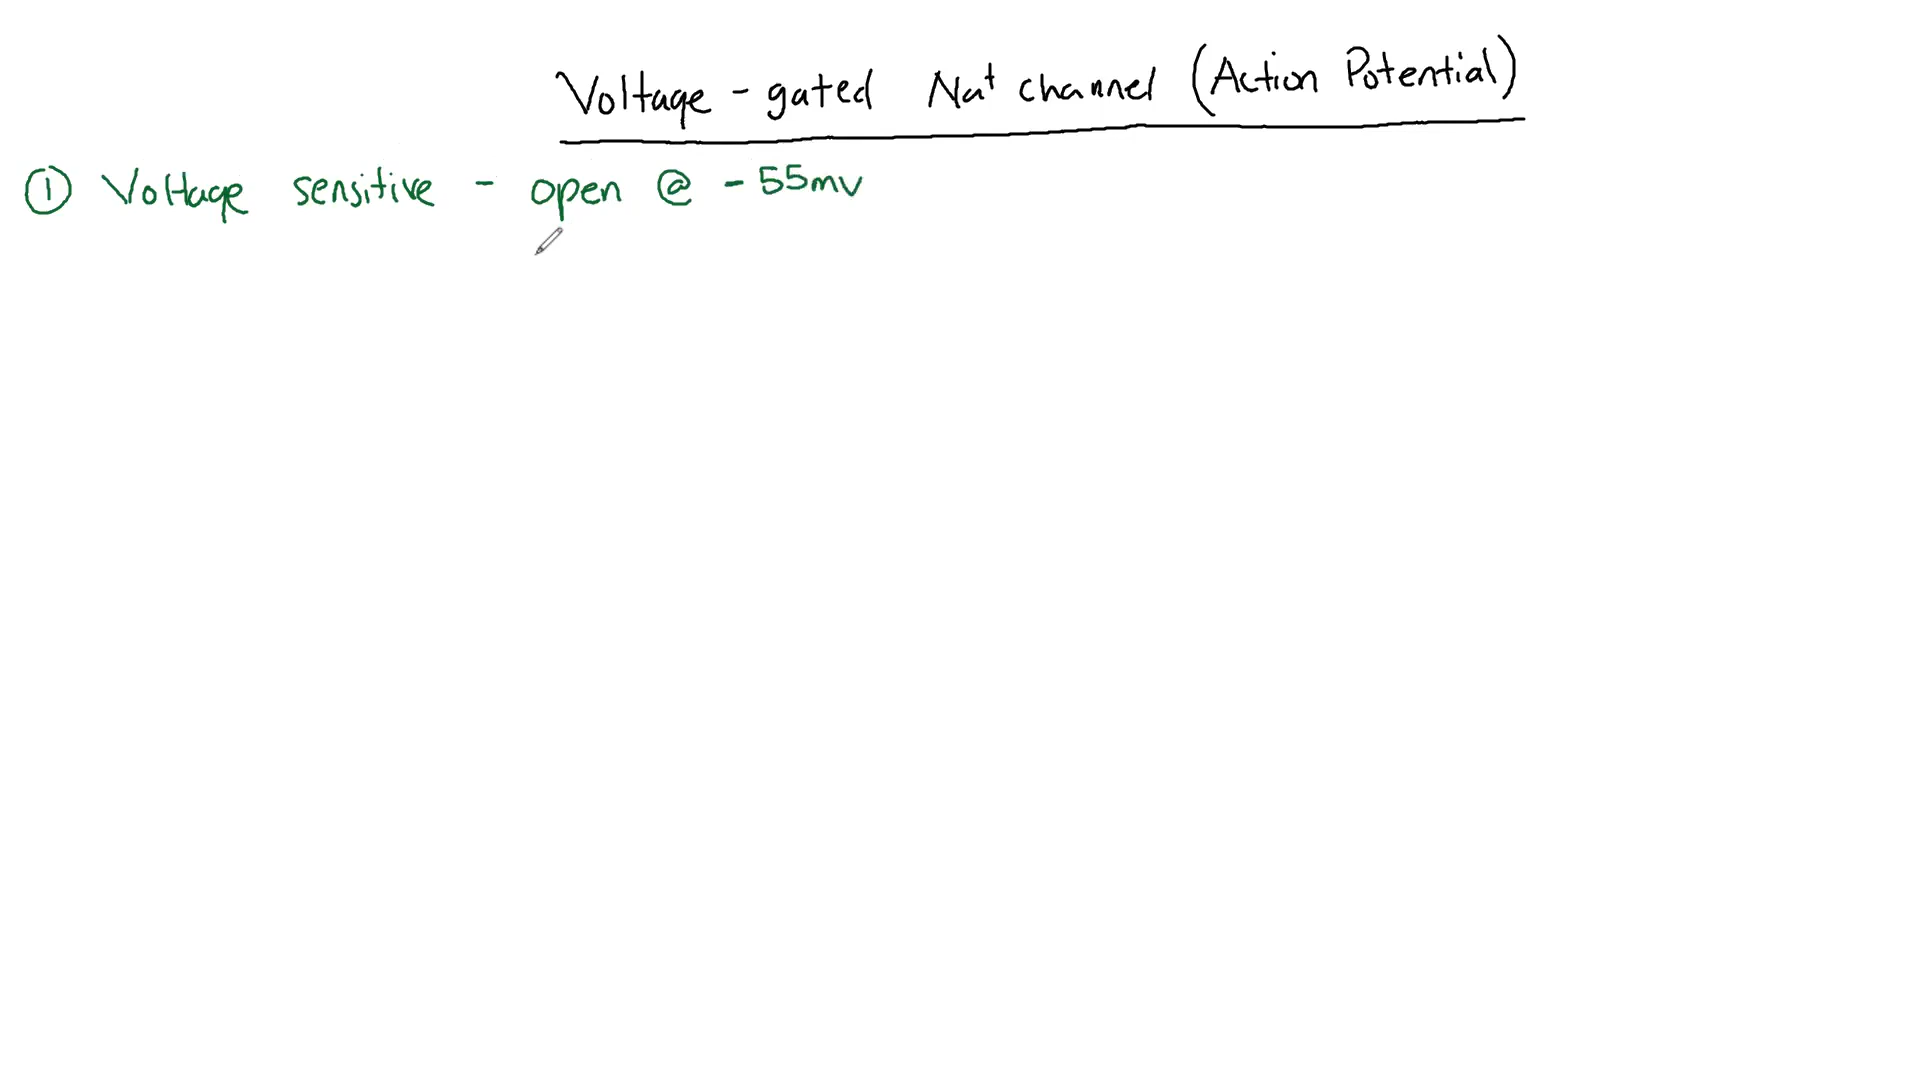 Voltage - gated Na⁺ channel (Action Potential)
① Voltage sensitive - open @ - 55mv